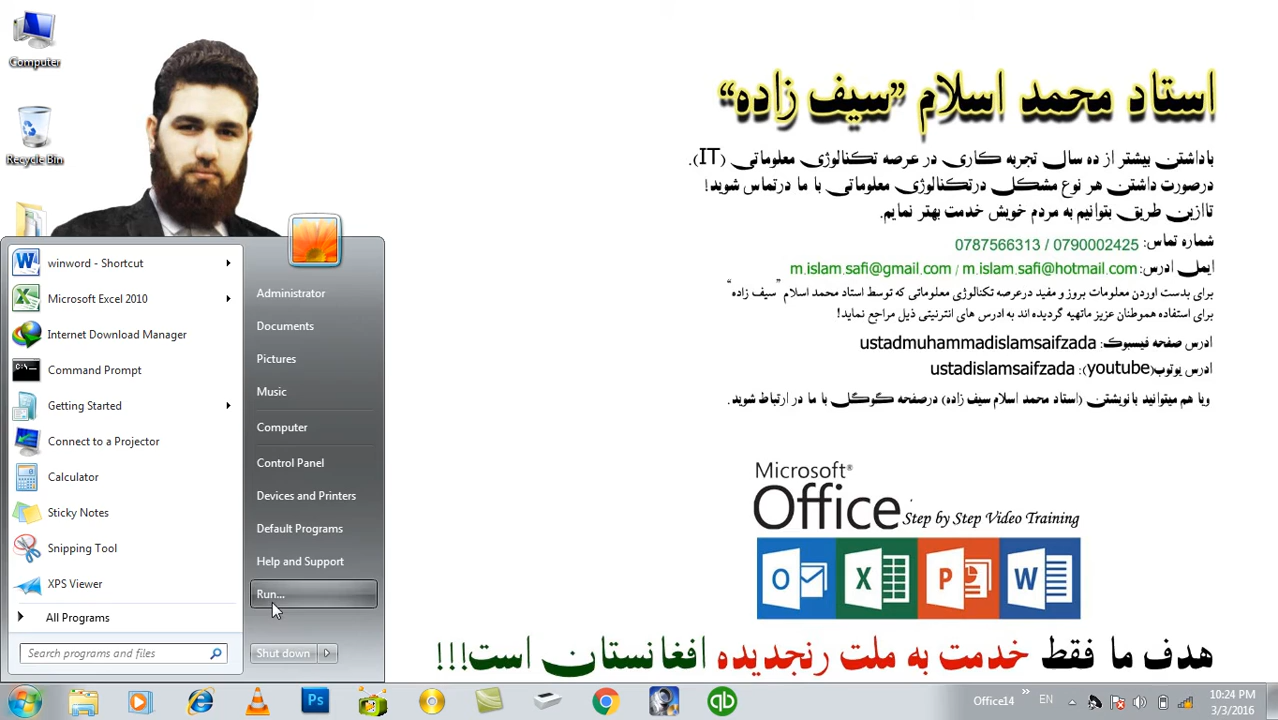 Computer
Recycle Bin
استاد محمد اسلام "سیف زاده"
باداشتن بیشتر از ده سال تجربه کاری در عرصه تکنالوژی معلوماتی (IT).
درصورت داشتن هر نوع مشکل درتکنالوژی معلوماتی با ما درتماس شوید!
تاازین طریق بتوانیم به مردم خویش خدمت بهتر نمایم.
شماره تماس: 0787566313 / 0790002425
ایمل ادرس: m.islam.safi@gmail.com / m.islam.safi@hotmail.com
برای بدست اوردن معلومات بروز و مفید درعرصه تکنالوژی معلوماتی که توسط استاد محمد اسلام "سیف زاده"
برای استفاده هموطنان عزیز ماتهیه گردیده اند به ادرس های انترنیتی ذیل مراجع نماید!
ادرس صفحه فیسبوک: ustadmuhammadislamsaifzada
ادرس یوتوب(youtube): ustadislamsaifzada
ویا هم میتوانید بانویشتن (استاد محمد اسلام سیف زاده) درصفحه گوگل با ما در ارتباط شوید.
Microsoft®
Office Step by Step Video Training
هدف ما فقط خدمت به ملت رنجدیده افغانستان است!!!
winword - Shortcut
Microsoft Excel 2010
Internet Download Manager
Command Prompt
Getting Started
Connect to a Projector
Calculator
Sticky Notes
Snipping Tool
XPS Viewer
All Programs
Search programs and files
Administrator
Documents
Pictures
Music
Computer
Control Panel
Devices and Printers
Default Programs
Help and Support
Run...
Shut down
Office14
EN
10:24 PM
3/3/2016